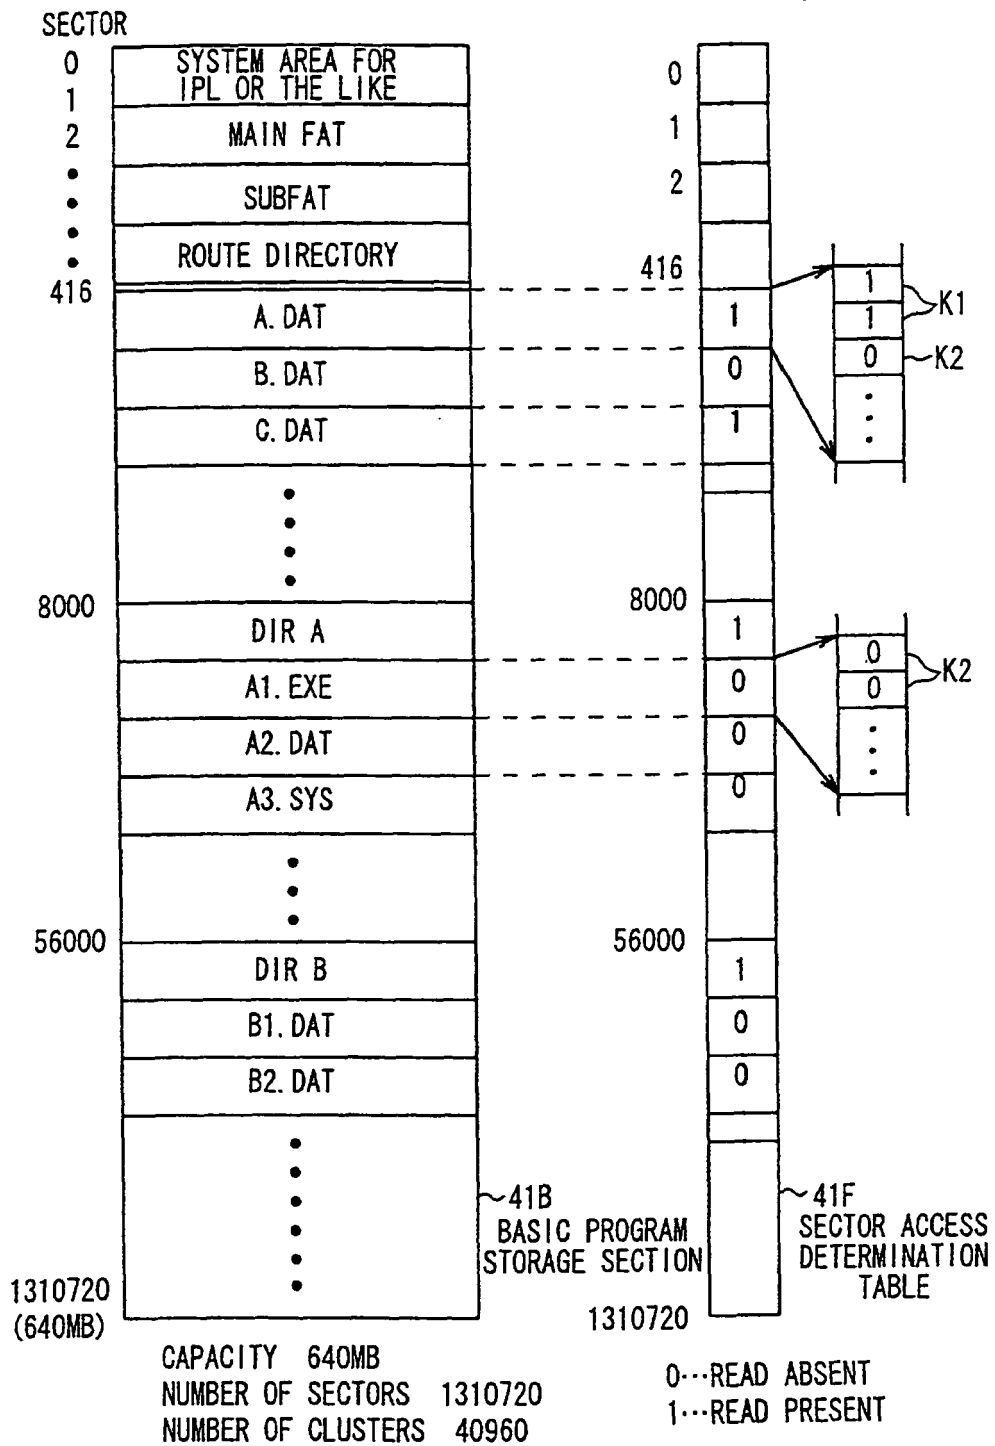 SECTOR
0
1
2
416
8000
56000
1310720
(640MB)
SYSTEM AREA FOR
IPL OR THE LIKE
MAIN FAT
SUBFAT
ROUTE DIRECTORY
A. DAT
B. DAT
C. DAT
DIR A
A1. EXE
A2. DAT
A3. SYS
DIR B
B1. DAT
B2. DAT
41B
BASIC PROGRAM
STORAGE SECTION
0
1
2
416
8000
56000
1310720
1
0
1
1
0
0
0
1
0
0
1
1
K1
0
K2
0
0
K2
41F
SECTOR ACCESS
DETERMINATION
TABLE
CAPACITY 640MB
NUMBER OF SECTORS 1310720
NUMBER OF CLUSTERS 40960
0···READ ABSENT
1···READ PRESENT